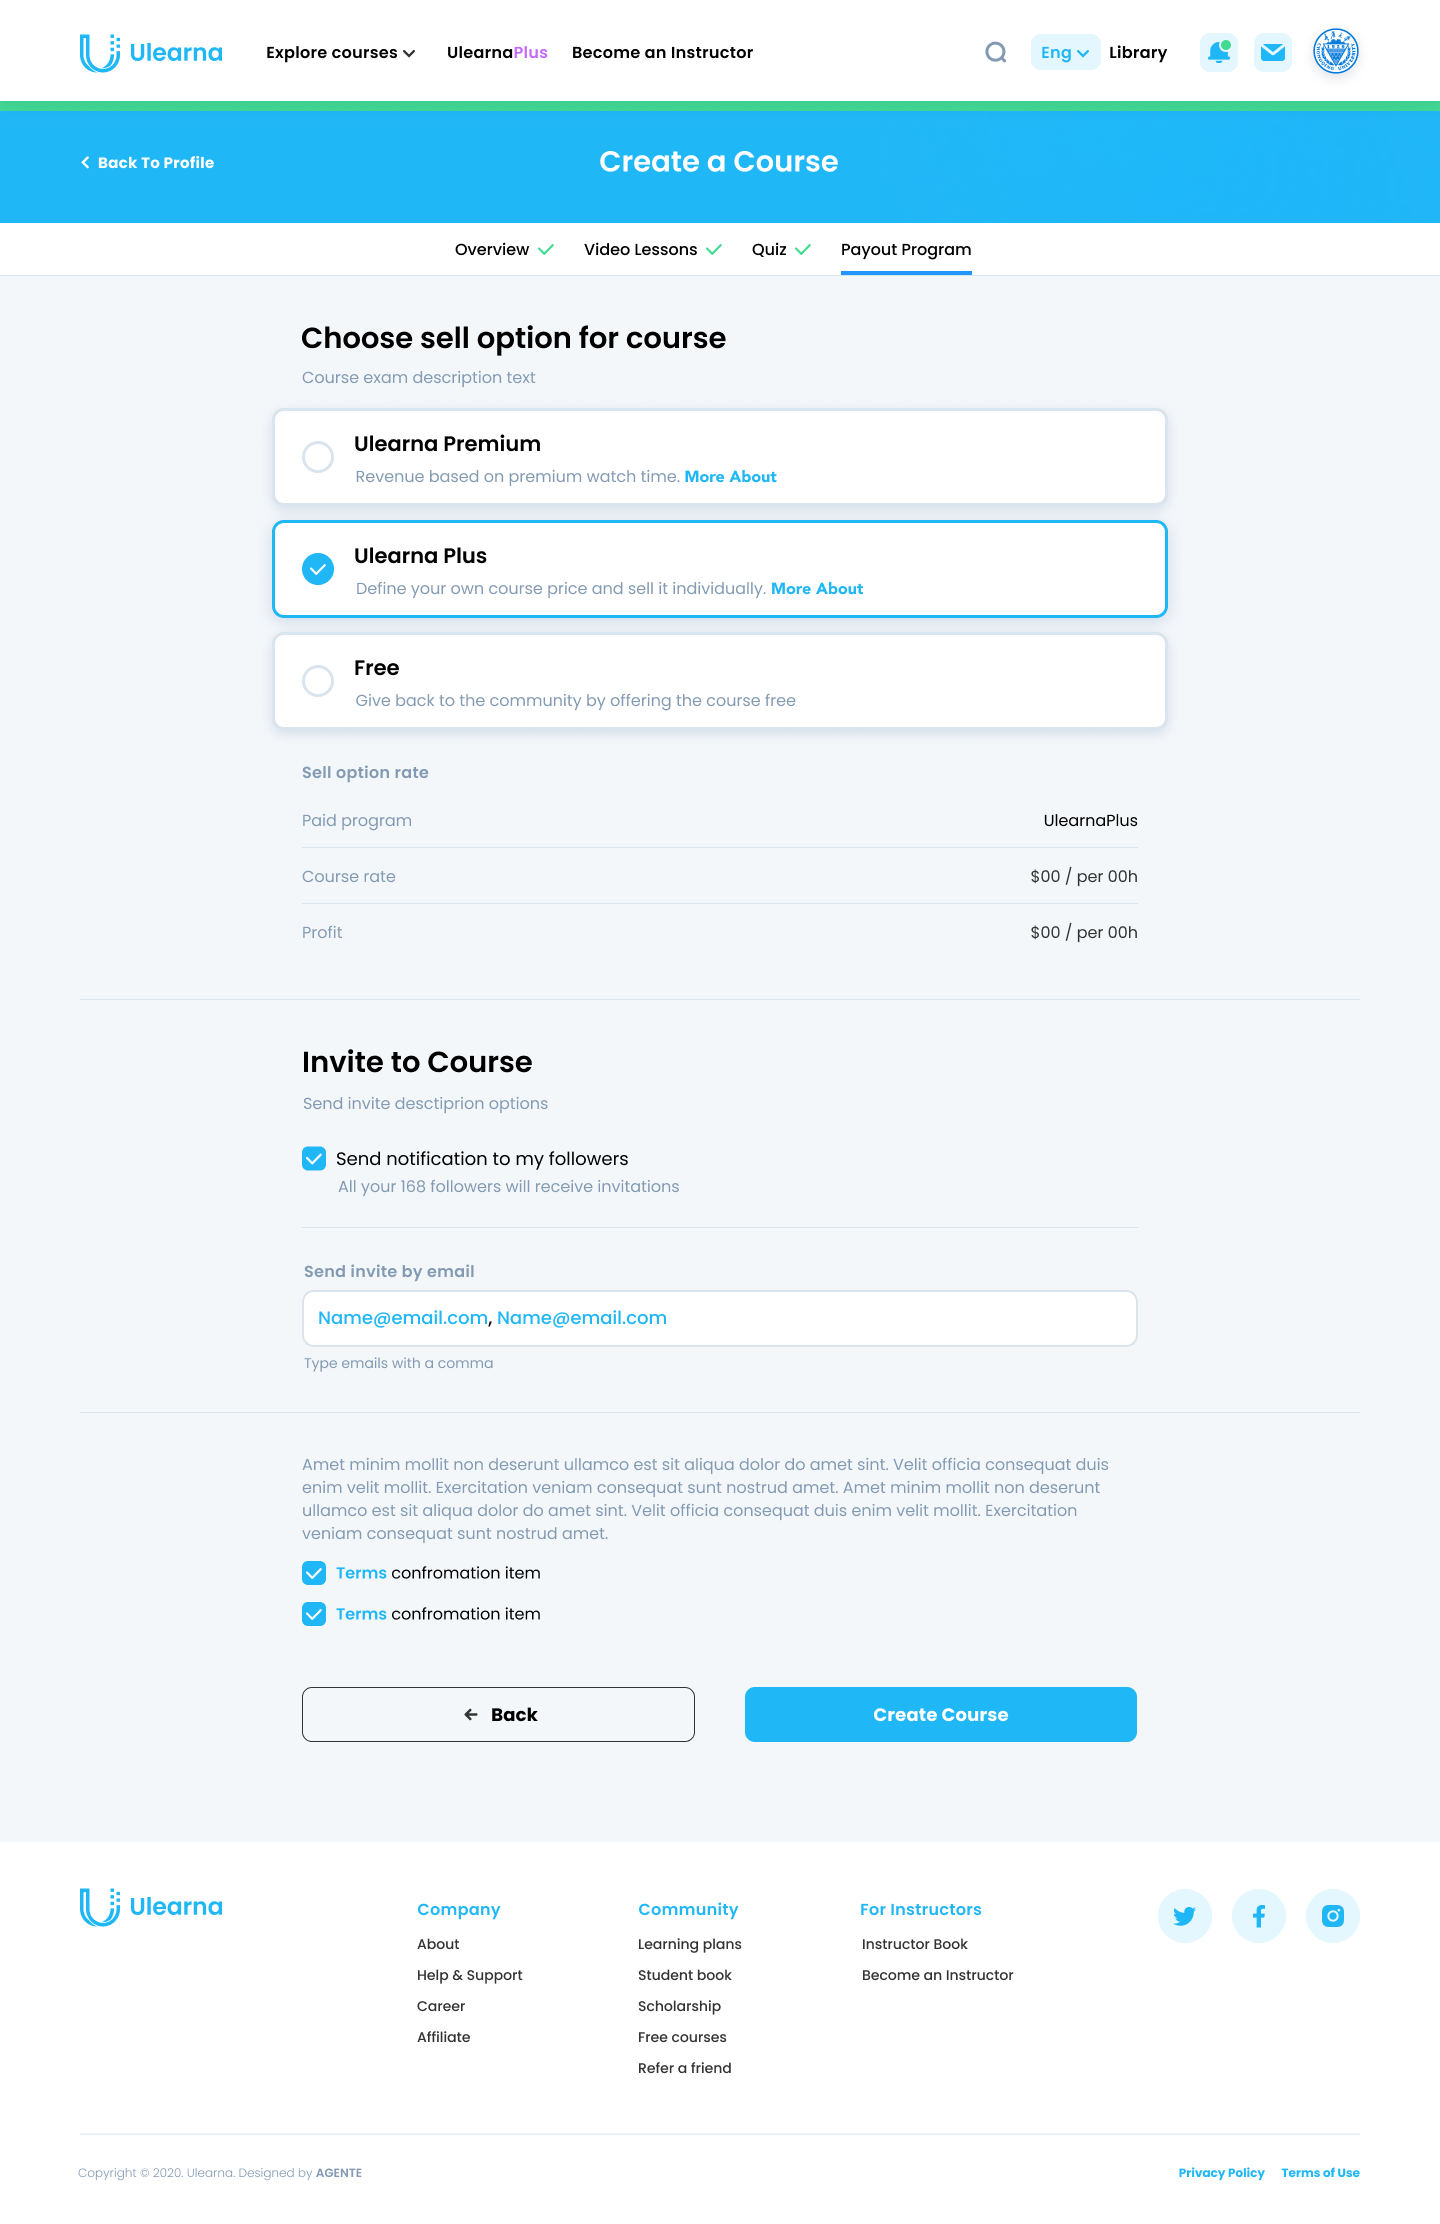 Ulearna
Explore courses
UlearnaPlus
Become an Instructor
Eng
Library
Back To Profile
Create a Course
Overview
Video Lessons
Quiz
Payout Program
Choose sell option for course
Course exam description text
Ulearna Premium
Revenue based on premium watch time. More About
Ulearna Plus
Define your own course price and sell it individually. More About
Free
Give back to the community by offering the course free
Sell option rate
Paid program
UlearnaPlus
Course rate
$00 / per 00h
Profit
$00 / per 00h
Invite to Course
Send invite desctiprion options
Send notification to my followers
All your 168 followers will receive invitations
Send invite by email
Name@email.com, Name@email.com
Type emails with a comma
Amet minim mollit non deserunt ullamco est sit aliqua dolor do amet sint. Velit officia consequat duis
enim velit mollit. Exercitation veniam consequat sunt nostrud amet. Amet minim mollit non deserunt
ullamco est sit aliqua dolor do amet sint. Velit officia consequat duis enim velit mollit. Exercitation
veniam consequat sunt nostrud amet.
Terms confromation item
Terms confromation item
Back
Create Course
Ulearna
Company
About
Help & Support
Career
Affiliate
Community
Learning plans
Student book
Scholarship
Free courses
Refer a friend
For Instructors
Instructor Book
Become an Instructor
Copyright © 2020. Ulearna. Designed by AGENTE
Privacy Policy
Terms of Use